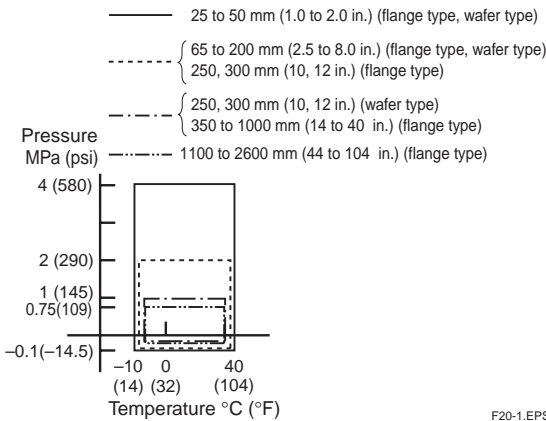 25 to 50 mm (1.0 to 2.0 in.) (flange type, wafer type)
65 to 200 mm (2.5 to 8.0 in.) (flange type, wafer type)
250, 300 mm (10, 12 in.) (flange type)
250, 300 mm (10, 12 in.) (wafer type)
350 to 1000 mm (14 to 40 in.) (flange type)
1100 to 2600 mm (44 to 104 in.) (flange type)
Pressure
MPa (psi)
4 (580)
2 (290)
1 (145)
0.75(109)
–0.1(–14.5)
–10 0 40
(14) (32) (104)
Temperature °C (°F)
F20-1.EPS